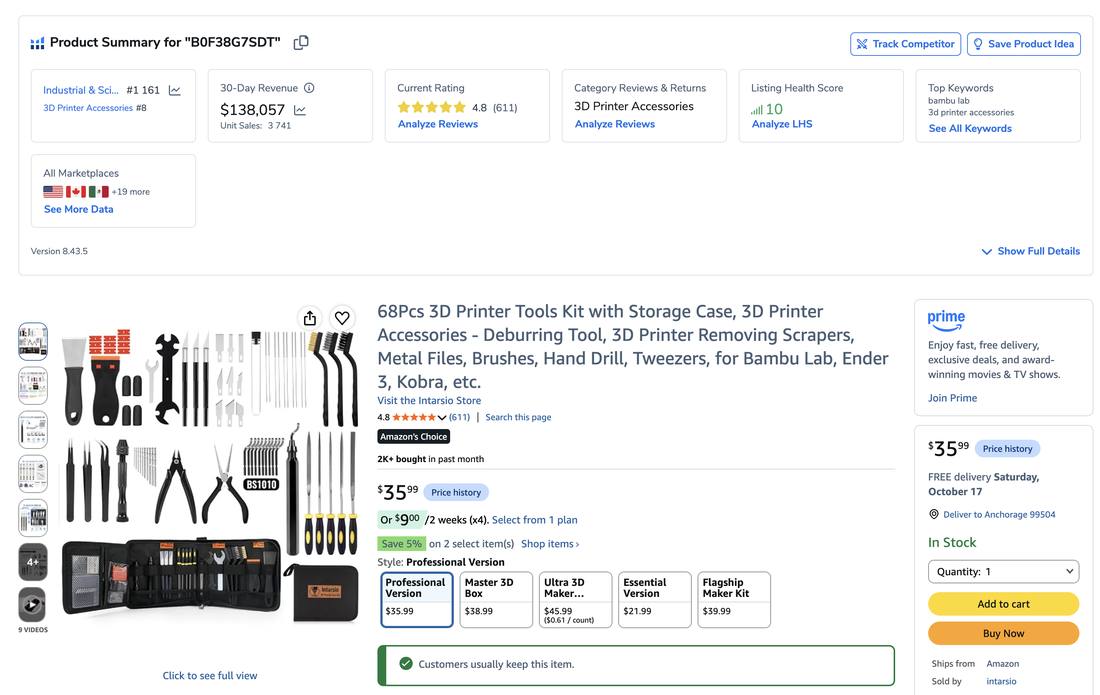 Product Summary for "B0F38G7SDT"
Track Competitor
Save Product Idea
Industrial & Sci... #1 161
3D Printer Accessories #8
30-Day Revenue
$138,057
Unit Sales: 3 741
Current Rating
4.8 (611)
Analyze Reviews
Category Reviews & Returns
3D Printer Accessories
Analyze Reviews
Listing Health Score
10
Analyze LHS
Top Keywords
bambu lab
3d printer accessories
See All Keywords
All Marketplaces
+19 more
See More Data
Version 8.43.5
Show Full Details
4+
9 VIDEOS
BS1010
Intarsio
Click to see full view
68Pcs 3D Printer Tools Kit with Storage Case, 3D Printer
Accessories - Deburring Tool, 3D Printer Removing Scrapers,
Metal Files, Brushes, Hand Drill, Tweezers, for Bambu Lab, Ender
3, Kobra, etc.
Visit the Intarsio Store
4.8 (611) | Search this page
Amazon's Choice
2K+ bought in past month
$35 99 Price history
Or $9 00 /2 weeks (x4). Select from 1 plan
Save 5% on 2 select item(s) Shop items ›
Style: Professional Version
Professional
Version
$35.99
Master 3D
Box
$38.99
Ultra 3D
Maker...
$45.99
($0.61 / count)
Essential
Version
$21.99
Flagship
Maker Kit
$39.99
Customers usually keep this item.
prime
Enjoy fast, free delivery,
exclusive deals, and award-
winning movies & TV shows.
Join Prime
$35 99 Price history
FREE delivery Saturday,
October 17
Deliver to Anchorage 99504
In Stock
Quantity: 1
Add to cart
Buy Now
Ships from Amazon
Sold by intarsio